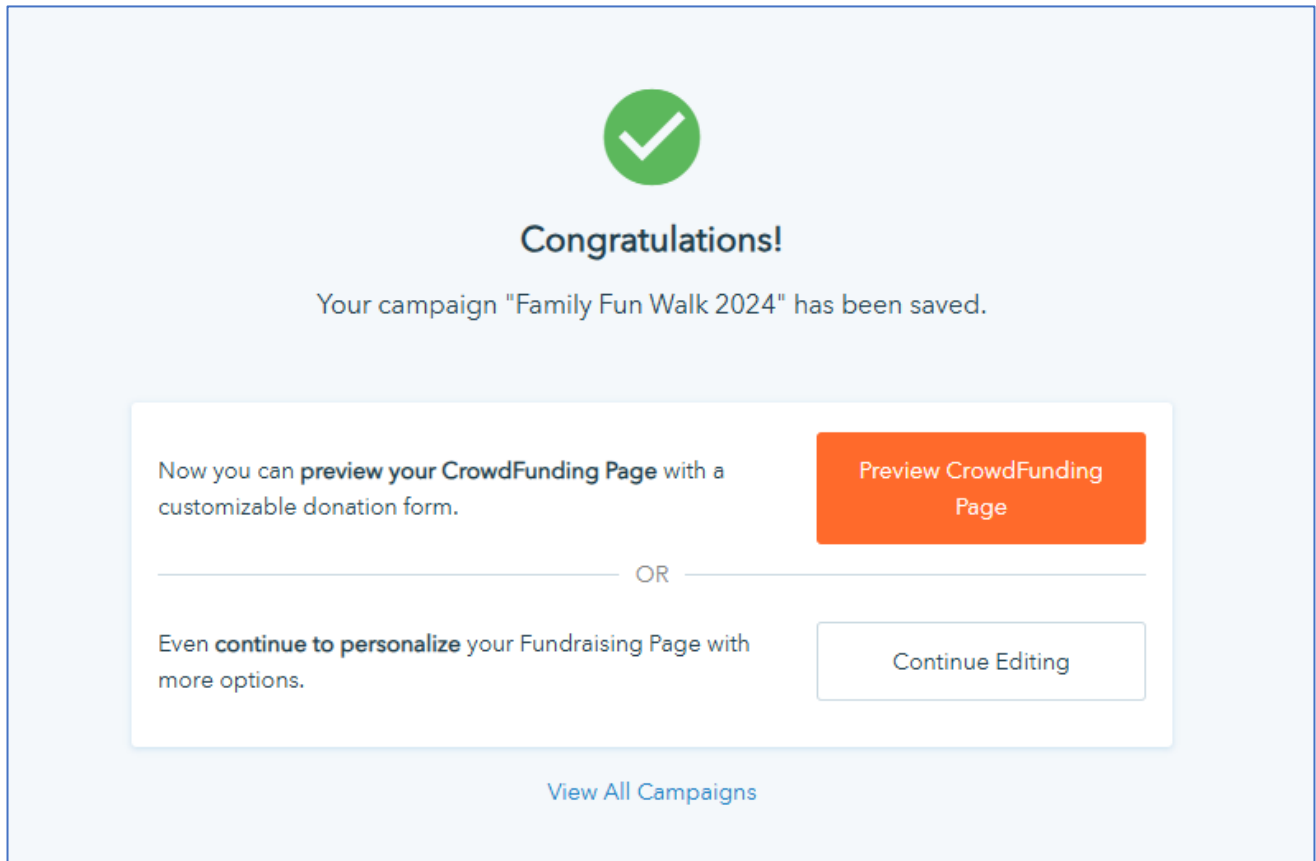 Congratulations!
Your campaign "Family Fun Walk 2024" has been saved.
Now you can preview your CrowdFunding Page with a
customizable donation form.
Preview CrowdFunding
Page
OR
Even continue to personalize your Fundraising Page with
more options.
Continue Editing
View All Campaigns